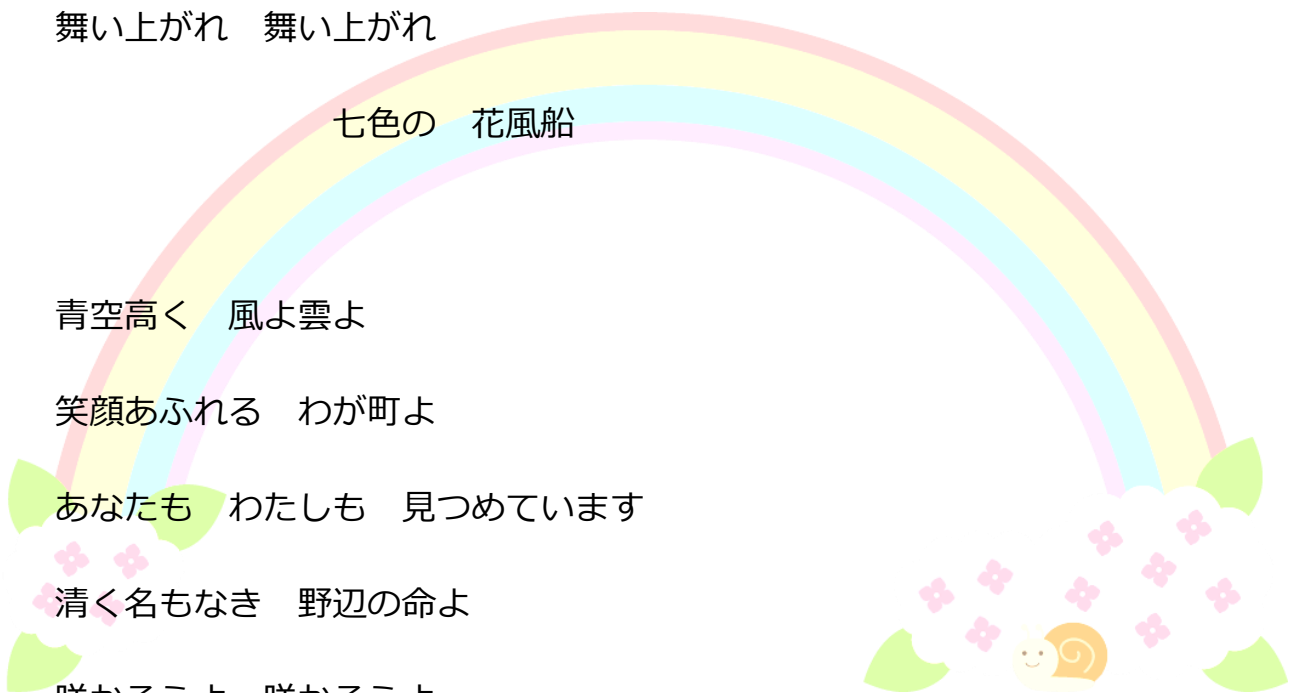 舞い上がれ　舞い上がれ
七色の　花風船
青空高く　風よ雲よ
笑顔あふれる　わが町よ
あなたも　わたしも　見つめています
清く名もなき　野辺の命よ